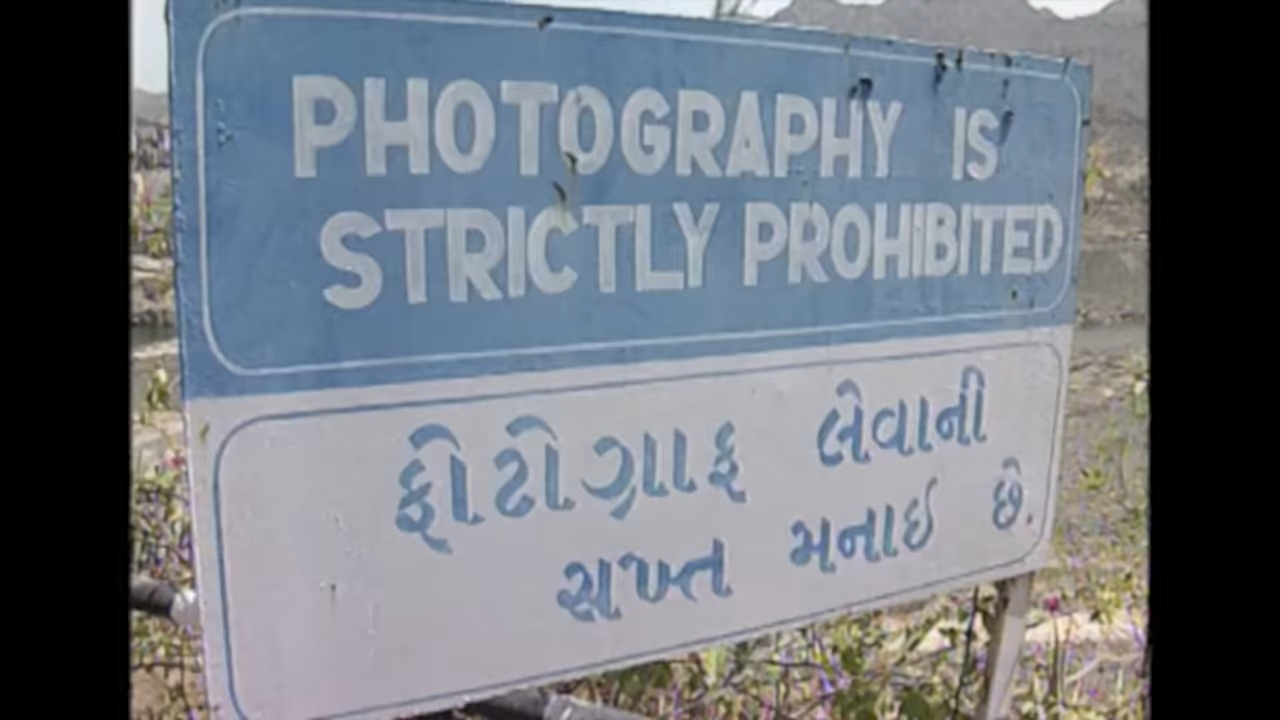 PHOTOGRAPHY IS
STRICTLY PROHIBITED
ફોટોગ્રાફ લેવાની
સખ્ત મનાઈ છે.